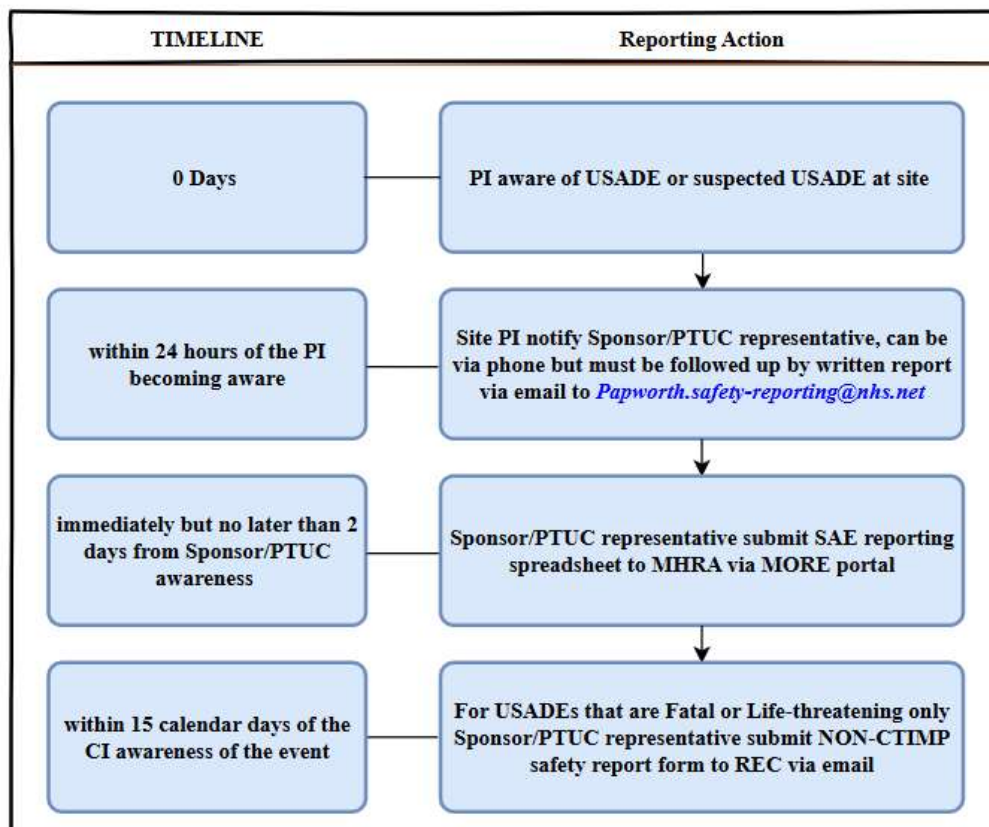 TIMELINE
Reporting Action
0 Days
PI aware of USADE or suspected USADE at site
within 24 hours of the PI
becoming aware
Site PI notify Sponsor/PTUC representative, can be
via phone but must be followed up by written report
via email to Papworth.safety-reporting@nhs.net
immediately but no later than 2
days from Sponsor/PTUC
awareness
Sponsor/PTUC representative submit SAE reporting
spreadsheet to MHRA via MORE portal
within 15 calendar days of the
CI awareness of the event
For USADEs that are Fatal or Life-threatening only
Sponsor/PTUC representative submit NON-CTIMP
safety report form to REC via email